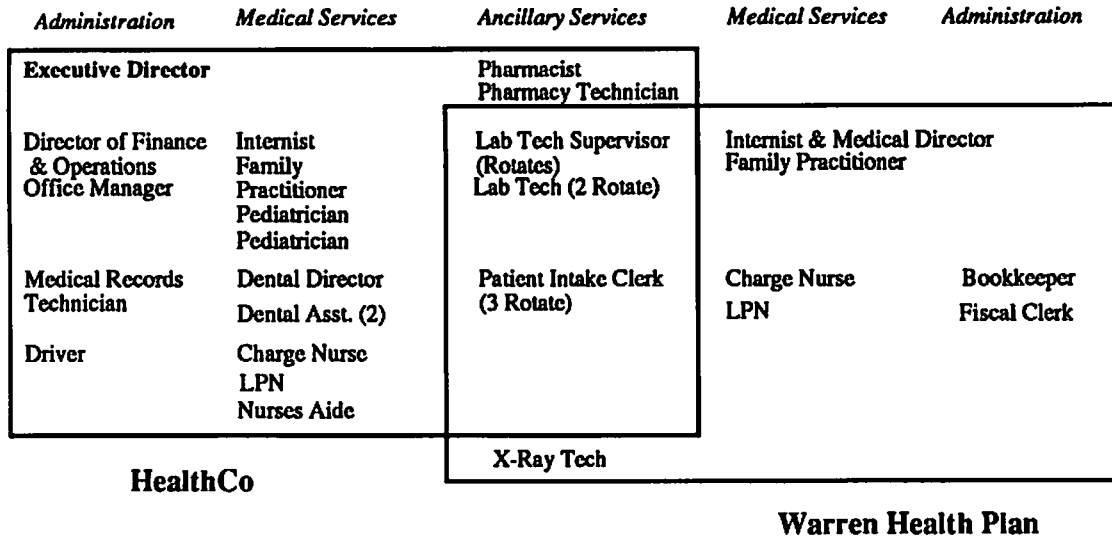 Administration Medical Services Ancillary Services Medical Services Administration
Executive Director
Pharmacist
Pharmacy Technician
Director of Finance
& Operations
Office Manager
Internist
Family
Practitioner
Pediatrician
Pediatrician
Lab Tech Supervisor
(Rotates)
Lab Tech (2 Rotate)
Internist & Medical Director
Family Practitioner
Medical Records
Technician
Dental Director
Dental Asst. (2)
Patient Intake Clerk
(3 Rotate)
Charge Nurse
LPN
Bookkeeper
Fiscal Clerk
Driver
Charge Nurse
LPN
Nurses Aide
X-Ray Tech
HealthCo
Warren Health Plan